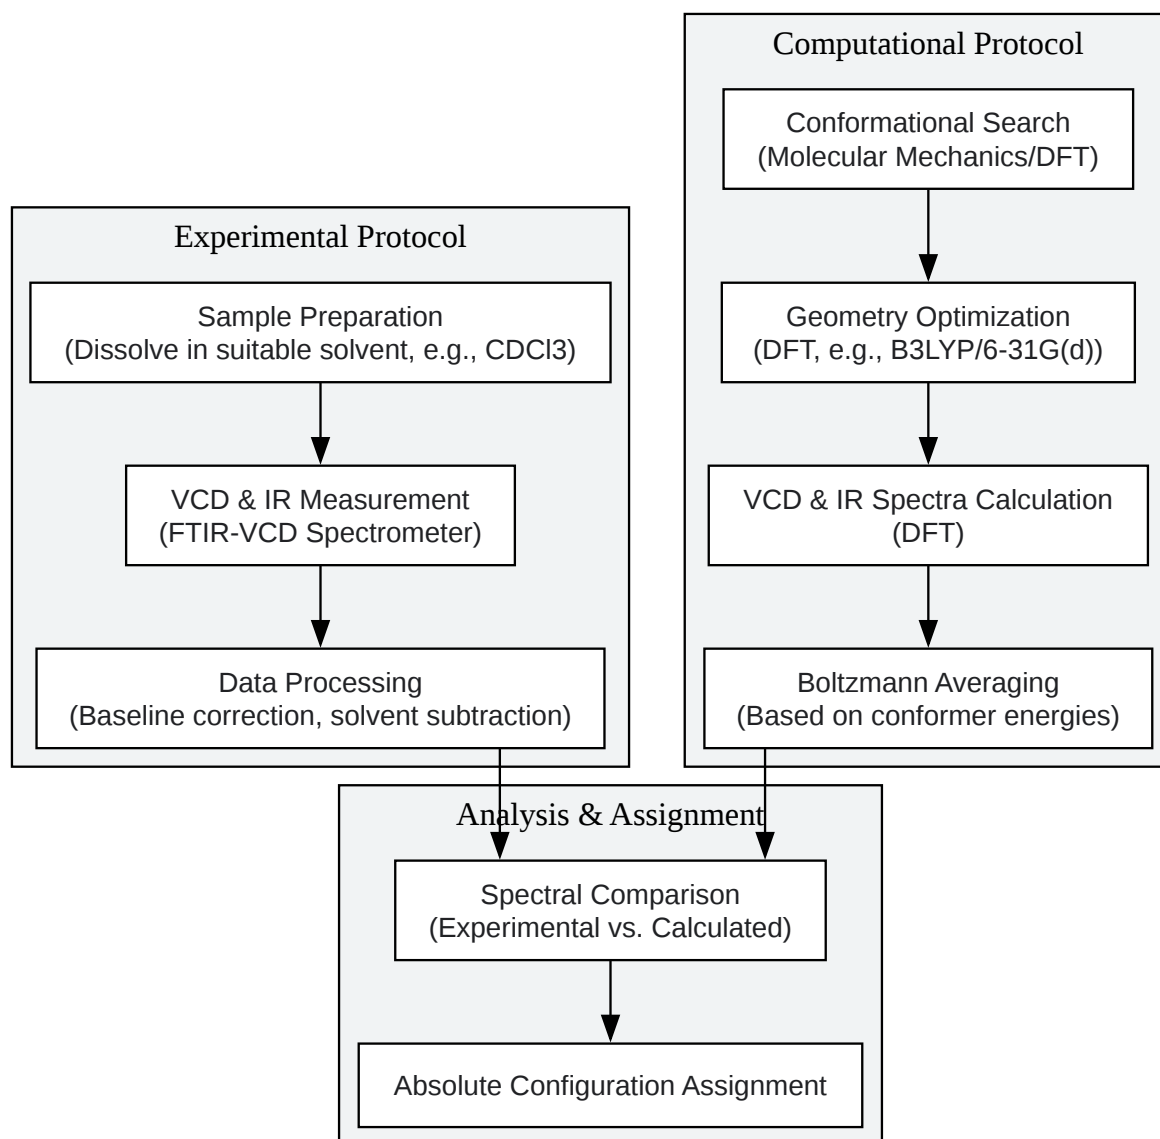 Experimental Protocol
Sample Preparation
(Dissolve in suitable solvent, e.g., CDCl3)
VCD & IR Measurement
(FTIR-VCD Spectrometer)
Data Processing
(Baseline correction, solvent subtraction)
Computational Protocol
Conformational Search
(Molecular Mechanics/DFT)
Geometry Optimization
(DFT, e.g., B3LYP/6-31G(d))
VCD & IR Spectra Calculation
(DFT)
Boltzmann Averaging
(Based on conformer energies)
Analysis & Assignment
Spectral Comparison
(Experimental vs. Calculated)
Absolute Configuration Assignment